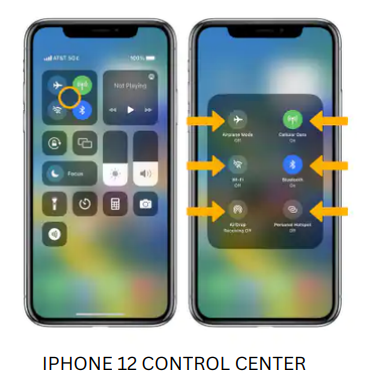 AT&T 5G E
100%
Not Playing
Focus
Airplane Mode
Off
Cellular Data
On
Wi-Fi
Off
Bluetooth
On
AirDrop
Receiving Off
Personal Hotspot
Off
IPHONE 12 CONTROL CENTER